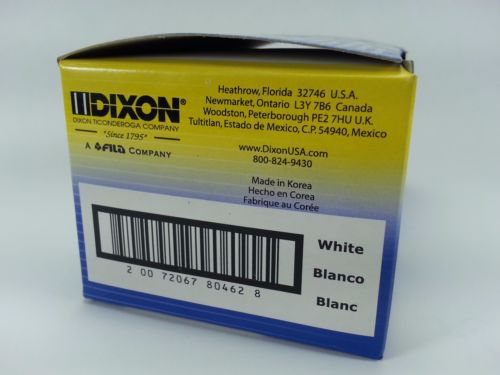 DIXON®
DIXON TICONDEROGA COMPANY
"Since 1795"
A FILA COMPANY
Heathrow, Florida 32746 U.S.A.
Newmarket, Ontario L3Y 7B6 Canada
Woodston, Peterborough PE2 7HU U.K.
Tultitlan, Estado de Mexico, C.P. 54940, Mexico
www.DixonUSA.com
800-824-9430
Made in Korea
Hecho en Corea
Fabrique au Corée
White
Blanco
Blanc
2 00 72067 80462 8